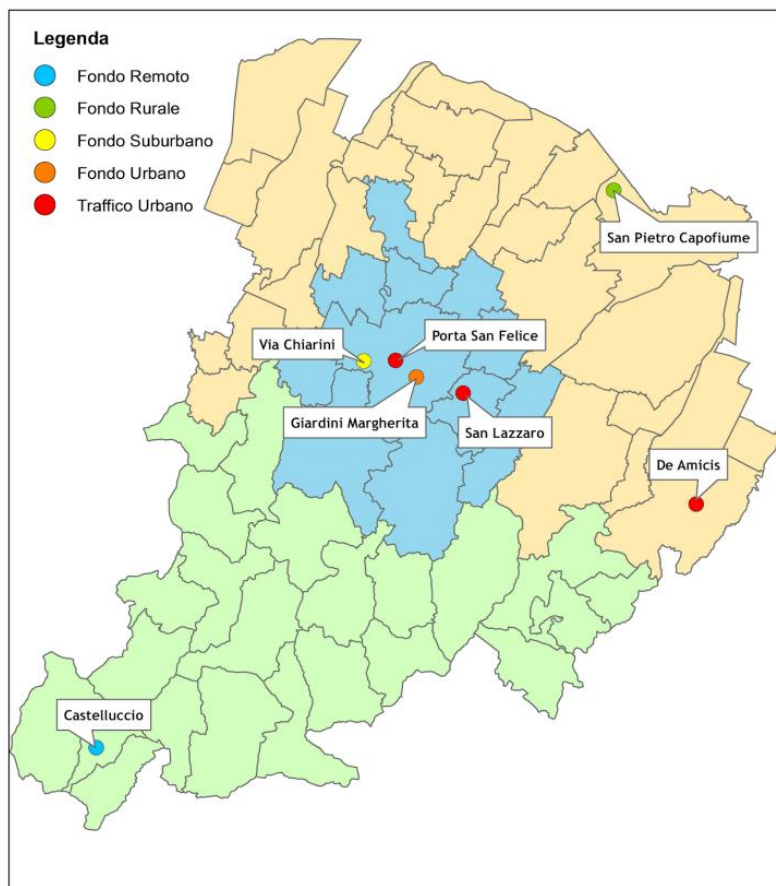 Legenda
Fondo Remoto
Fondo Rurale
Fondo Suburbano
Fondo Urbano
Traffico Urbano
San Pietro Capofiume
Via Chiarini
Porta San Felice
Giardini Margherita
San Lazzaro
De Amicis
Castelluccio